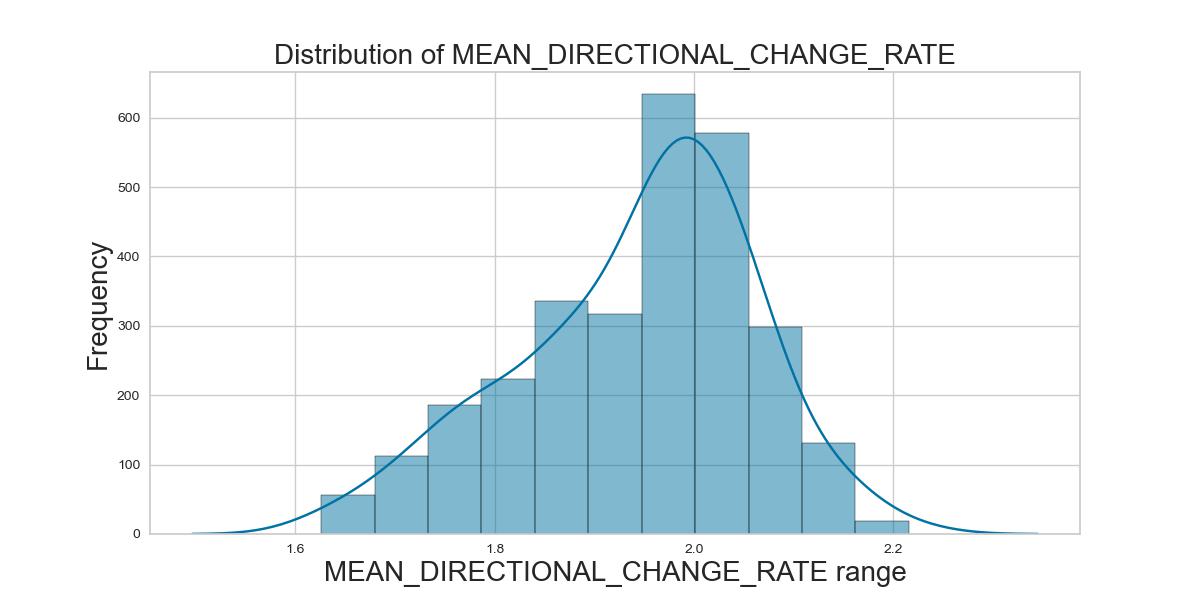 Distribution of MEAN_DIRECTIONAL_CHANGE_RATE
600
500
400
300
200
100
0
Frequency
1.6 1.8 2.0 2.2
MEAN_DIRECTIONAL_CHANGE_RATE range